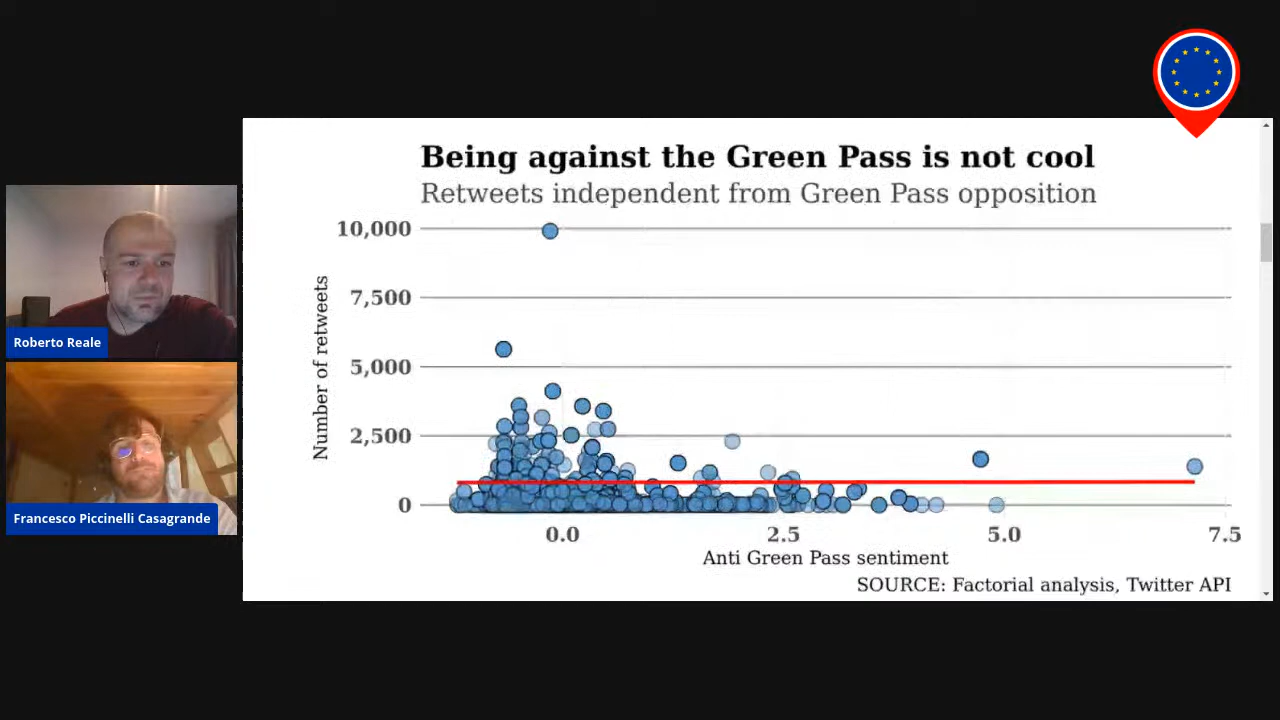 Being against the Green Pass is not cool
Retweets independent from Green Pass opposition
Number of retweets
10,000
7,500
5,000
2,500
0
0.0 2.5 5.0 7.5
Anti Green Pass sentiment
SOURCE: Factorial analysis, Twitter API
Roberto Reale
Francesco Piccinelli Casagrande